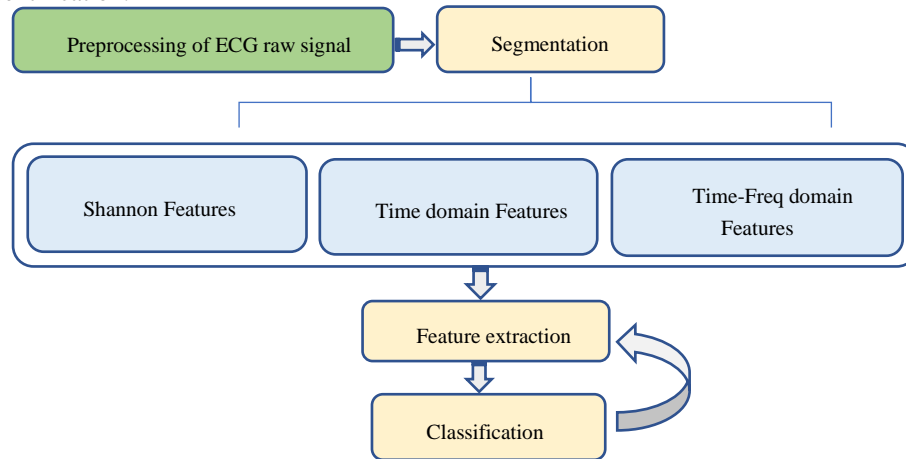 Preprocessing of ECG raw signal
Segmentation
Shannon Features
Time domain Features
Time-Freq domain
Features
Feature extraction
Classification